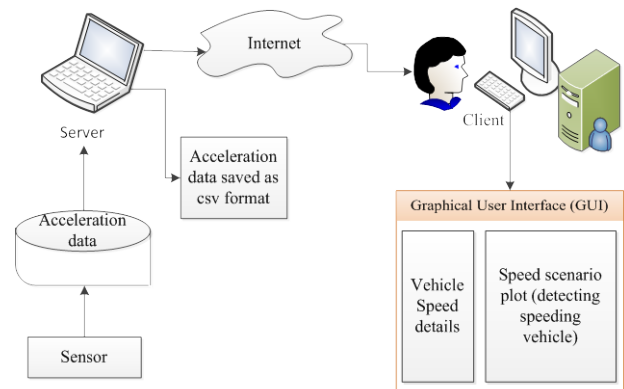 Internet
Server
Client
Acceleration
data saved as
csv format
Acceleration
data
Graphical User Interface (GUI)
Vehicle
Speed
details
Speed scenario
plot (detecting
speeding
vehicle)
Sensor